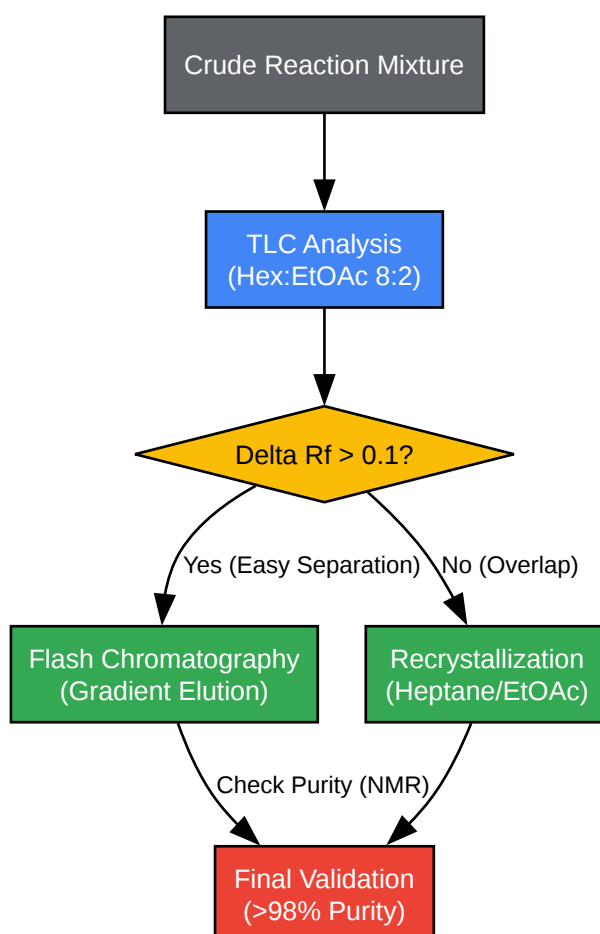 Crude Reaction Mixture
TLC Analysis
(Hex:EtOAc 8:2)
Delta Rf > 0.1?
Yes (Easy Separation)
No (Overlap)
Flash Chromatography
(Gradient Elution)
Recrystallization
(Heptane/EtOAc)
Check Purity (NMR)
Final Validation
(>98% Purity)